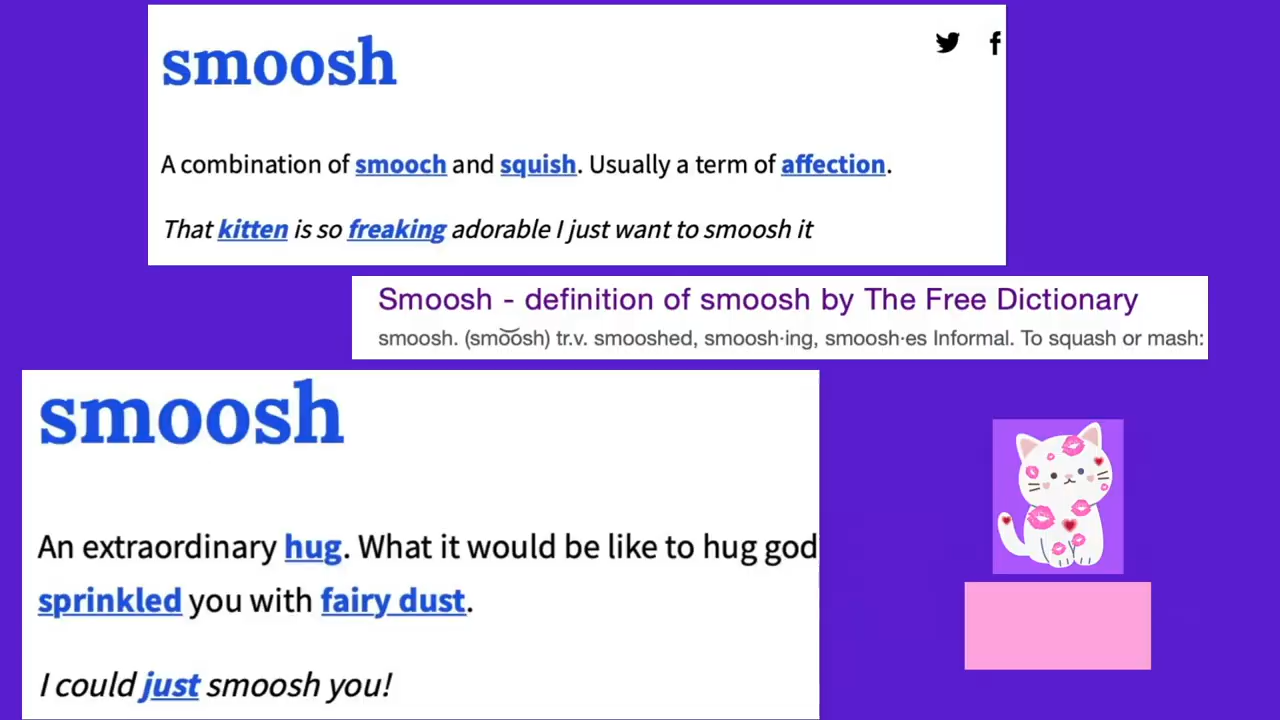 smoosh
A combination of smooch and squish. Usually a term of affection.
That kitten is so freaking adorable I just want to smoosh it
Smoosh - definition of smoosh by The Free Dictionary
smoosh. (smo͝osh) tr.v. smooshed, smoosh·ing, smoosh·es Informal. To squash or mash:
smoosh
An extraordinary hug. What it would be like to hug god
sprinkled you with fairy dust.
I could just smoosh you!